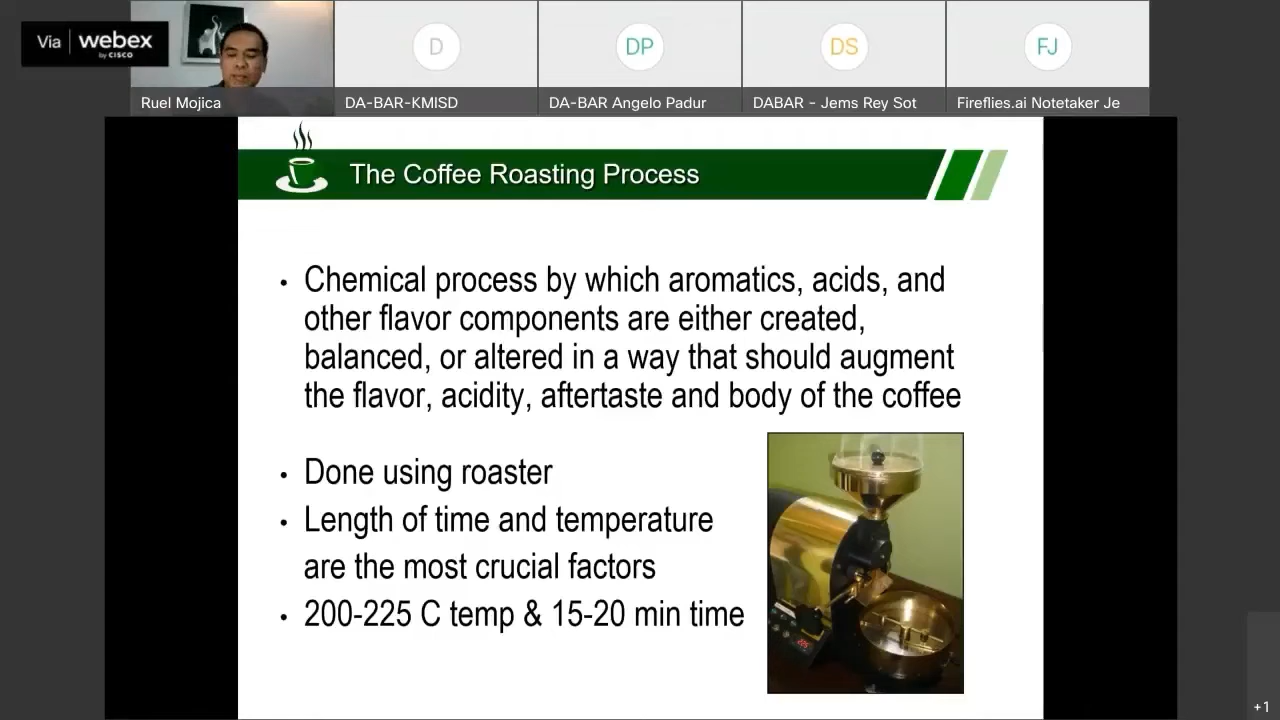 Via webex
by CISCO
D
DP
DS
FJ
Ruel Mojica
DA-BAR-KMISD
DA-BAR Angelo Padur
DABAR - Jems Rey Sot
Fireflies.ai Notetaker Je
The Coffee Roasting Process
• Chemical process by which aromatics, acids, and
other flavor components are either created,
balanced, or altered in a way that should augment
the flavor, acidity, aftertaste and body of the coffee
• Done using roaster
• Length of time and temperature
are the most crucial factors
• 200-225 C temp & 15-20 min time
+1